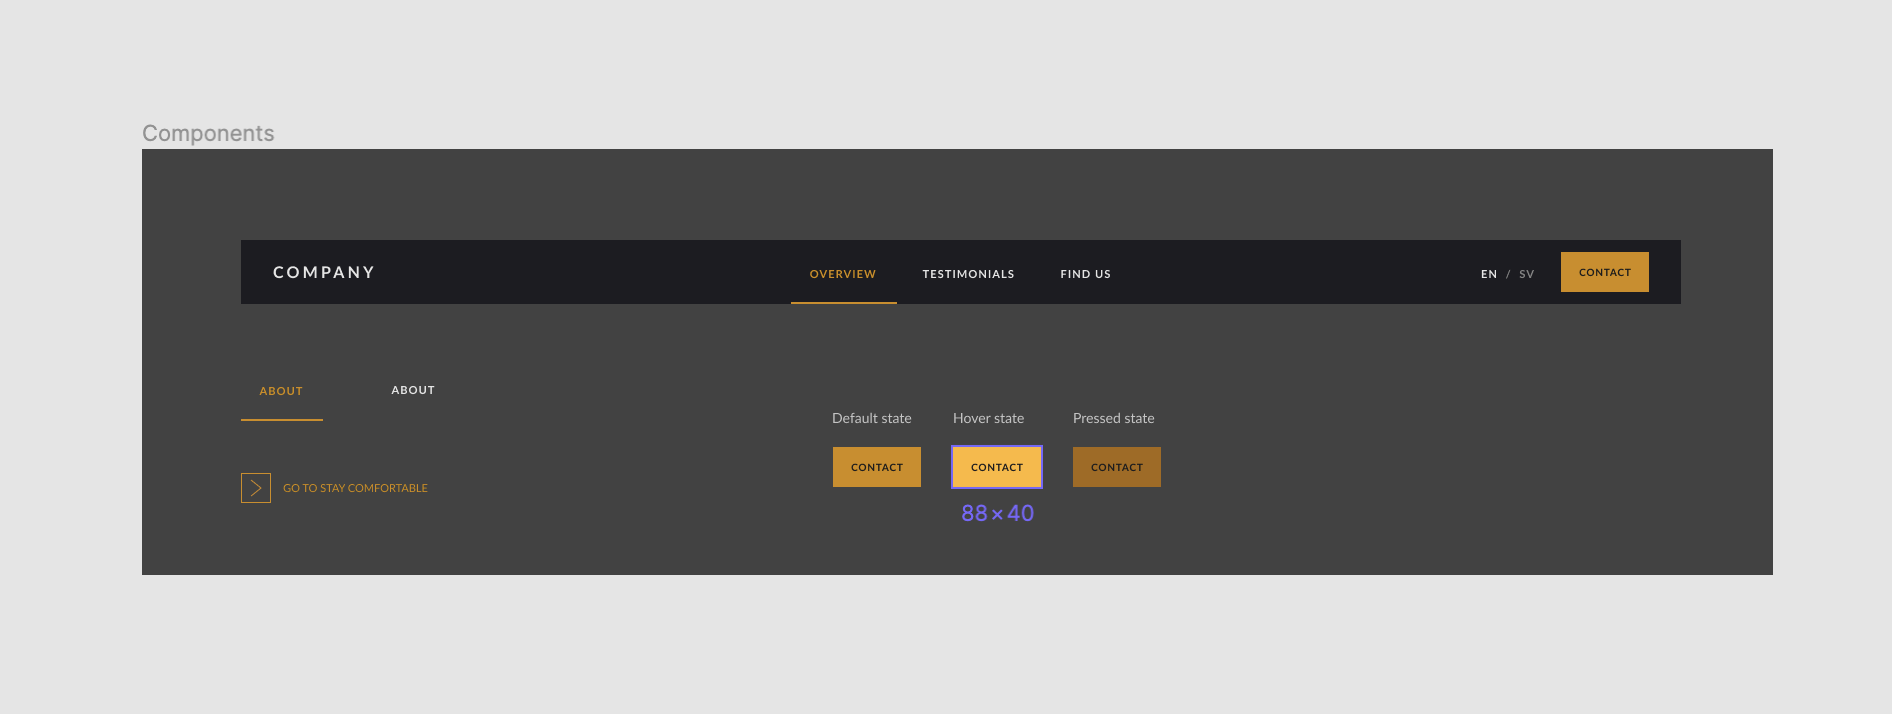 Components
COMPANY
OVERVIEW TESTIMONIALS FIND US
EN / SV
CONTACT
ABOUT ABOUT
Default state Hover state Pressed state
CONTACT CONTACT CONTACT
GO TO STAY COMFORTABLE
88 × 40